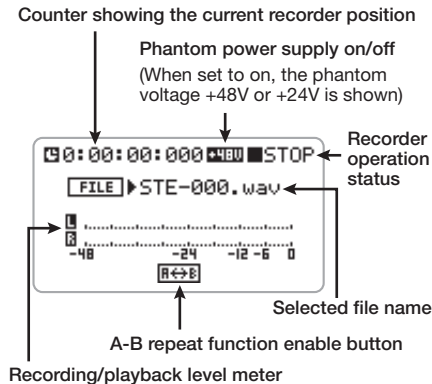 Counter showing the current recorder position
Phantom power supply on/off
(When set to on, the phantom
voltage +48V or +24V is shown)
0:00:00:000 +48V STOP
Recorder
operation
status
FILE STE-000.wav
L
R
-48 -24 -12 -6 0
A↔B
Selected file name
A-B repeat function enable button
Recording/playback level meter